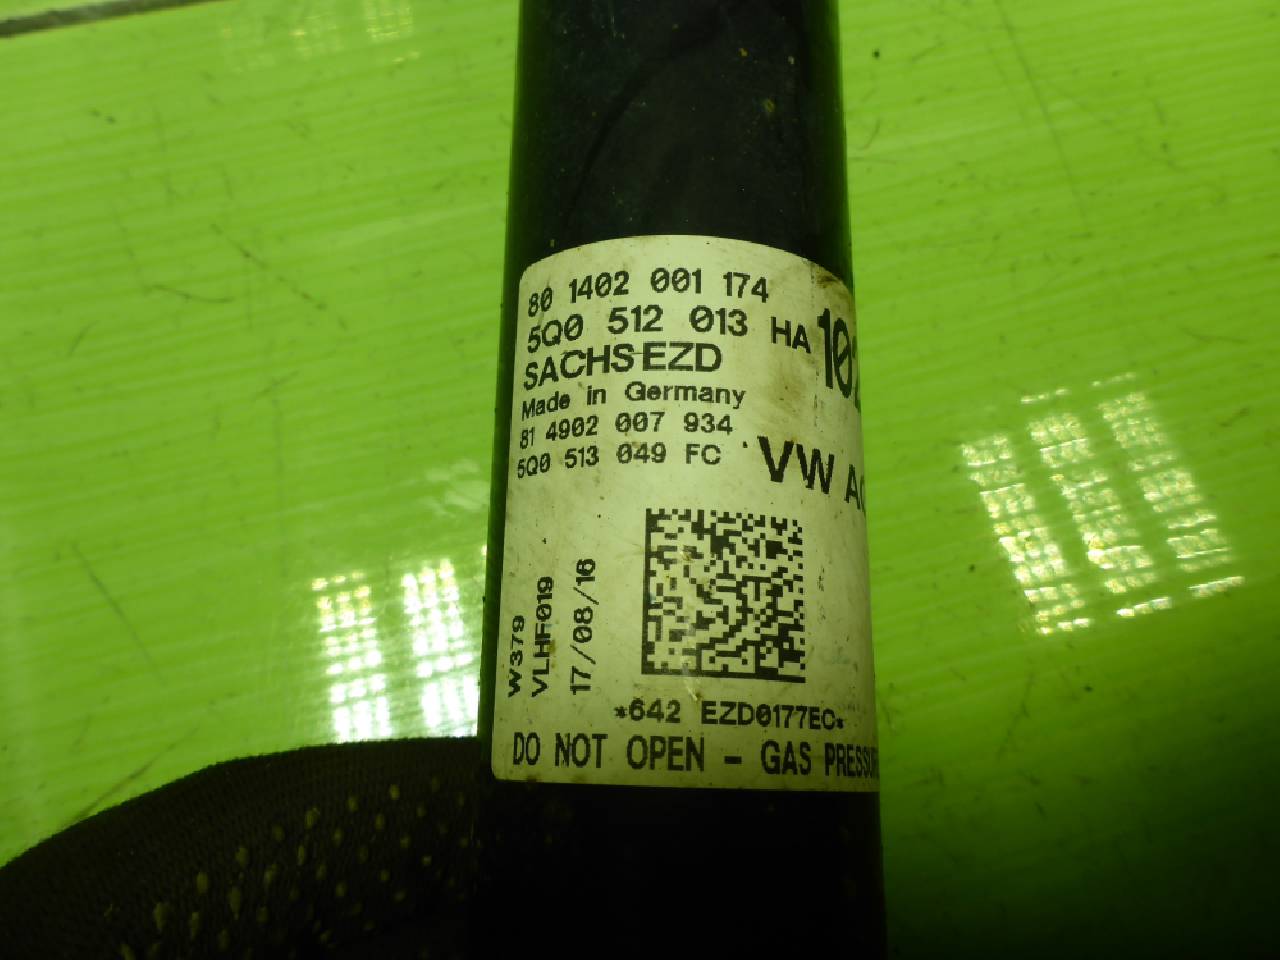 80 1402 001 174
5Q0 512 013 HA
SACHS EZD
Made in Germany
81 4902 007 934
5Q0 513 049 FC
VW
W379
VLHF019
17/08/16
*642 EZD0177EC*
DO NOT OPEN - GAS